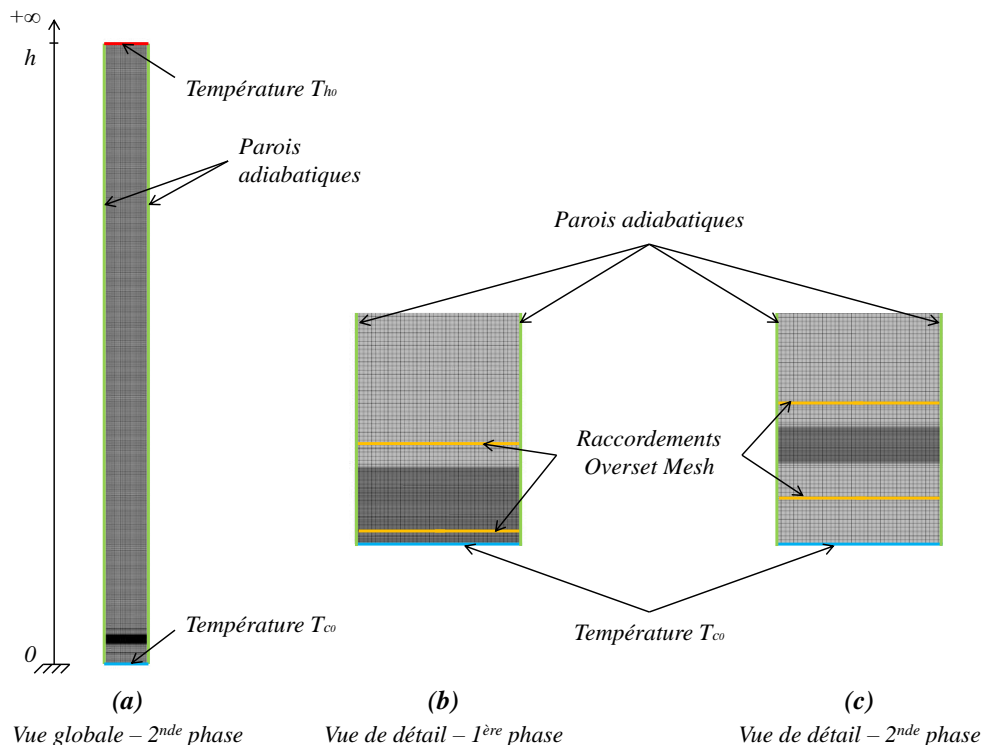 +∞
h
Température Th0
Parois
adiabatiques
Température Tc0
0
(a)
Vue globale – 2nde phase
Parois adiabatiques
Raccordements
Overset Mesh
Température Tc0
(b)
Vue de détail – 1ère phase
(c)
Vue de détail – 2nde phase